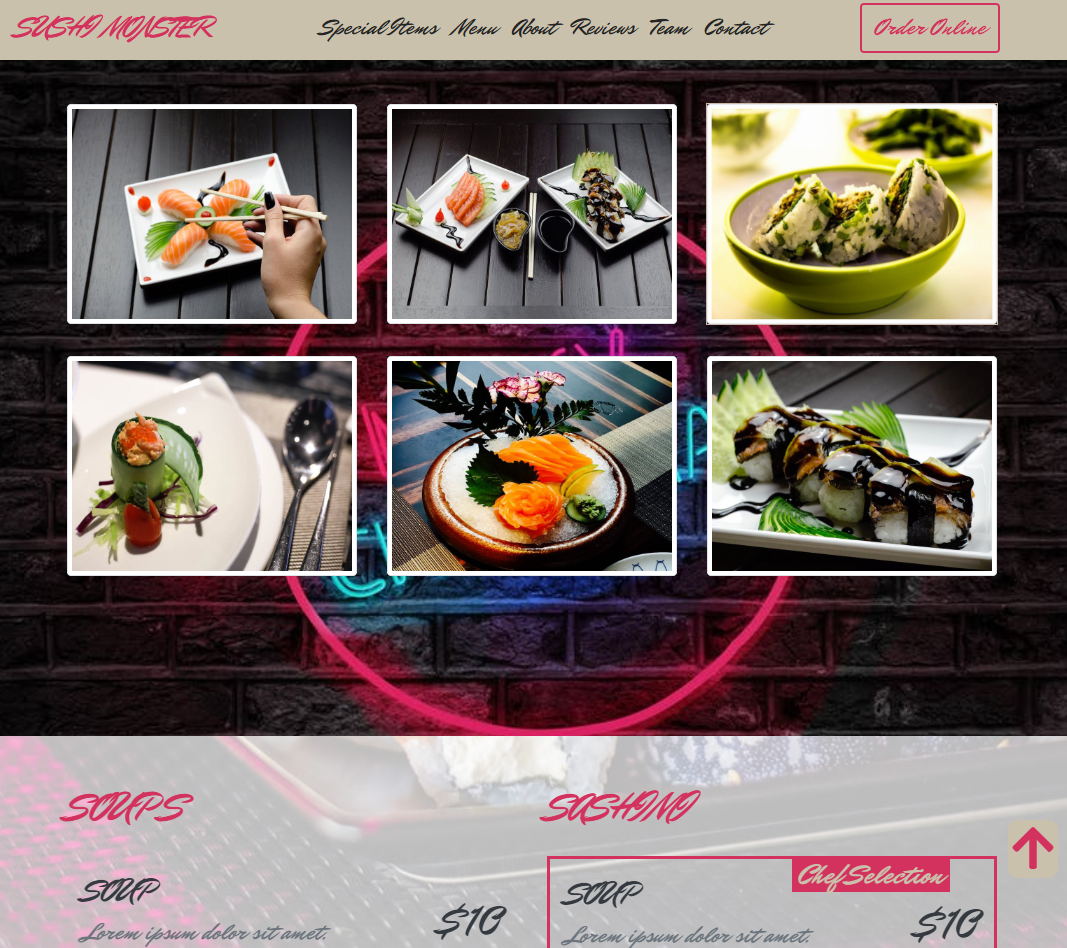 SUSHI MONSTER
Special Items Menu About Reviews Team Contact
Order Online
SOUPS
SASHIMI
Chef Selection
SOUP
Lorem ipsum dolor sit amet.
$10
SOUP
Lorem ipsum dolor sit amet.
$10